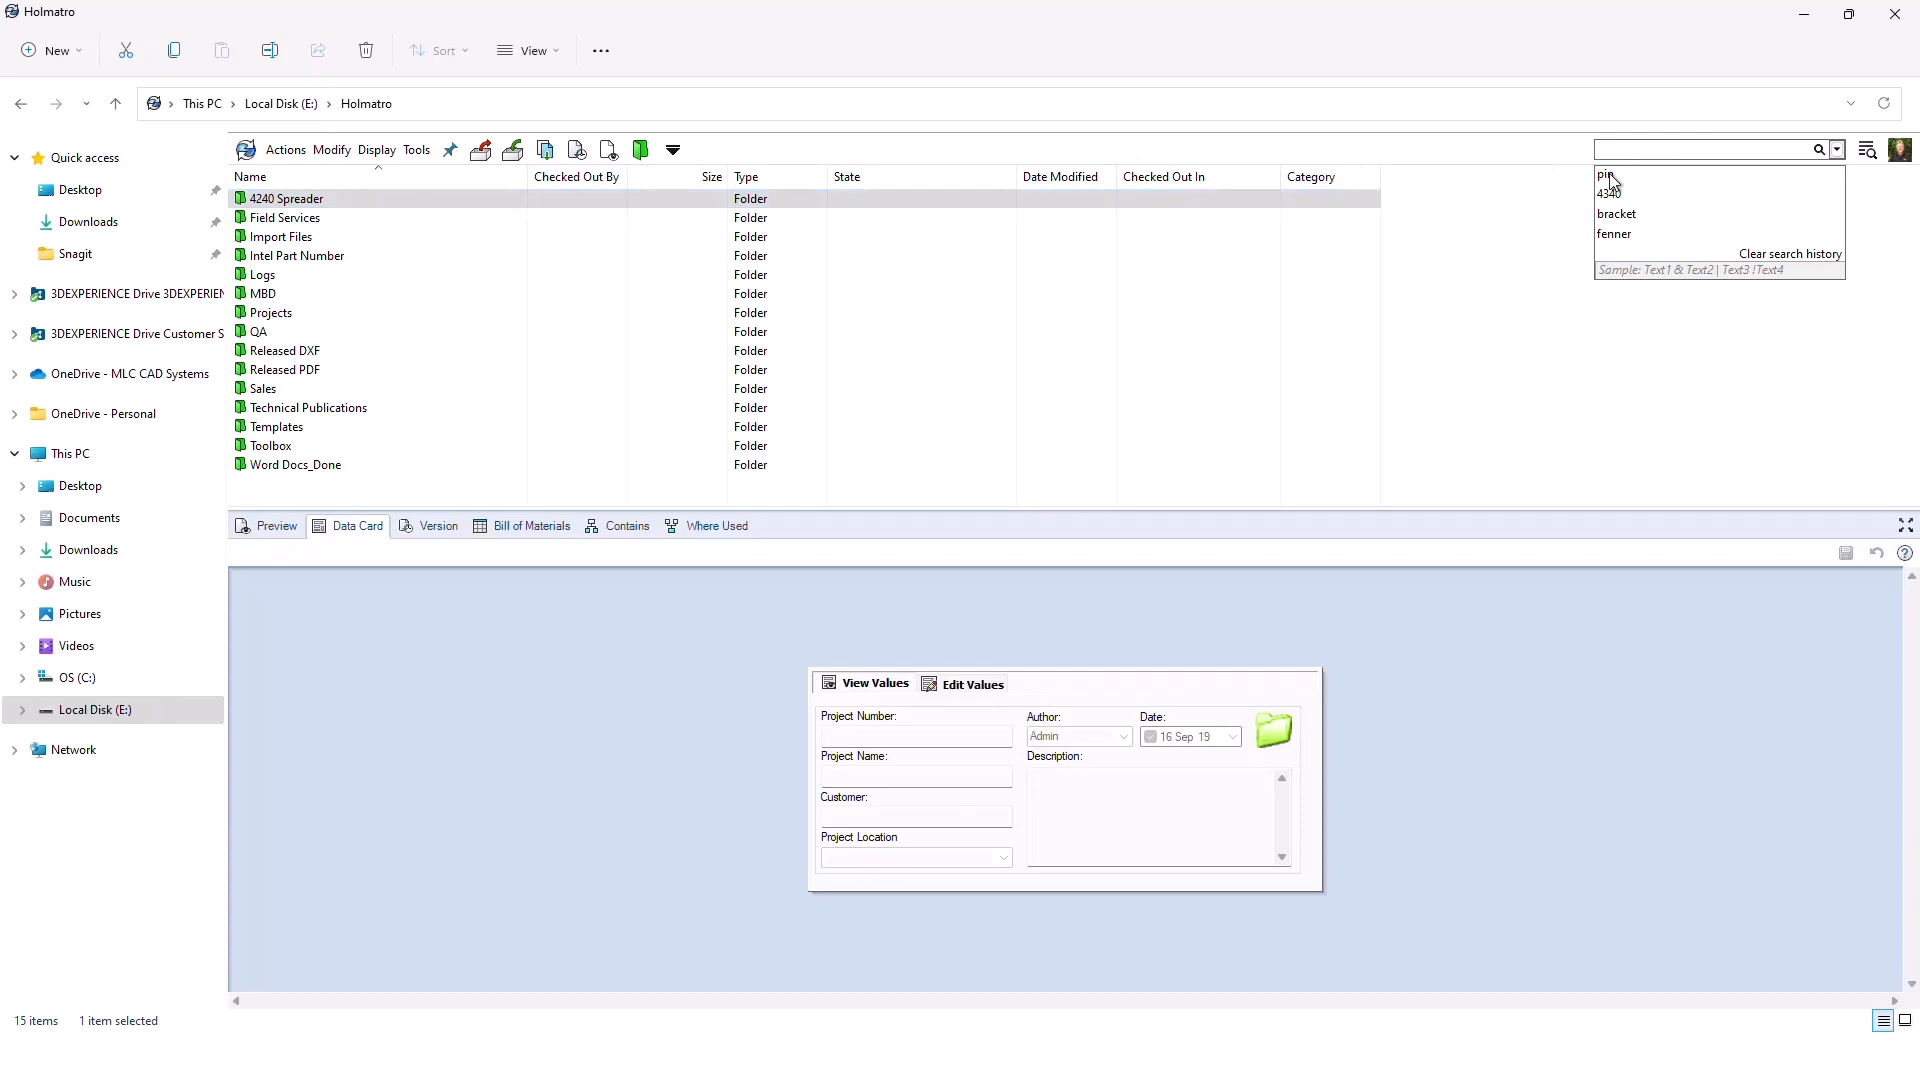 Holmatro
New
Sort
View
This PC
Local Disk (E:)
Holmatro
Quick access
Desktop
Downloads
Snagit
3DEXPERIENCE Drive 3DEXPERIEN
3DEXPERIENCE Drive Customer S
OneDrive - MLC CAD Systems
OneDrive - Personal
This PC
Desktop
Documents
Downloads
Music
Pictures
Videos
OS (C:)
Local Disk (E:)
Network
Actions Modify Display Tools
Name Checked Out By Size Type State Date Modified Checked Out In Category
4240 Spreader Folder
Field Services Folder
Import Files Folder
Intel Part Number Folder
Logs Folder
MBD Folder
Projects Folder
QA Folder
Released DXF Folder
Released PDF Folder
Sales Folder
Technical Publications Folder
Templates Folder
Toolbox Folder
Word Docs_Done Folder
pin
4340
bracket
fenner
Clear search history
Sample: Text1 & Text2 | Text3 !Text4
Preview Data Card Version Bill of Materials Contains Where Used
View Values Edit Values
Project Number:
Project Name:
Customer:
Project Location
Author:
Admin
Date:
16 Sep 19
Description:
15 items 1 item selected